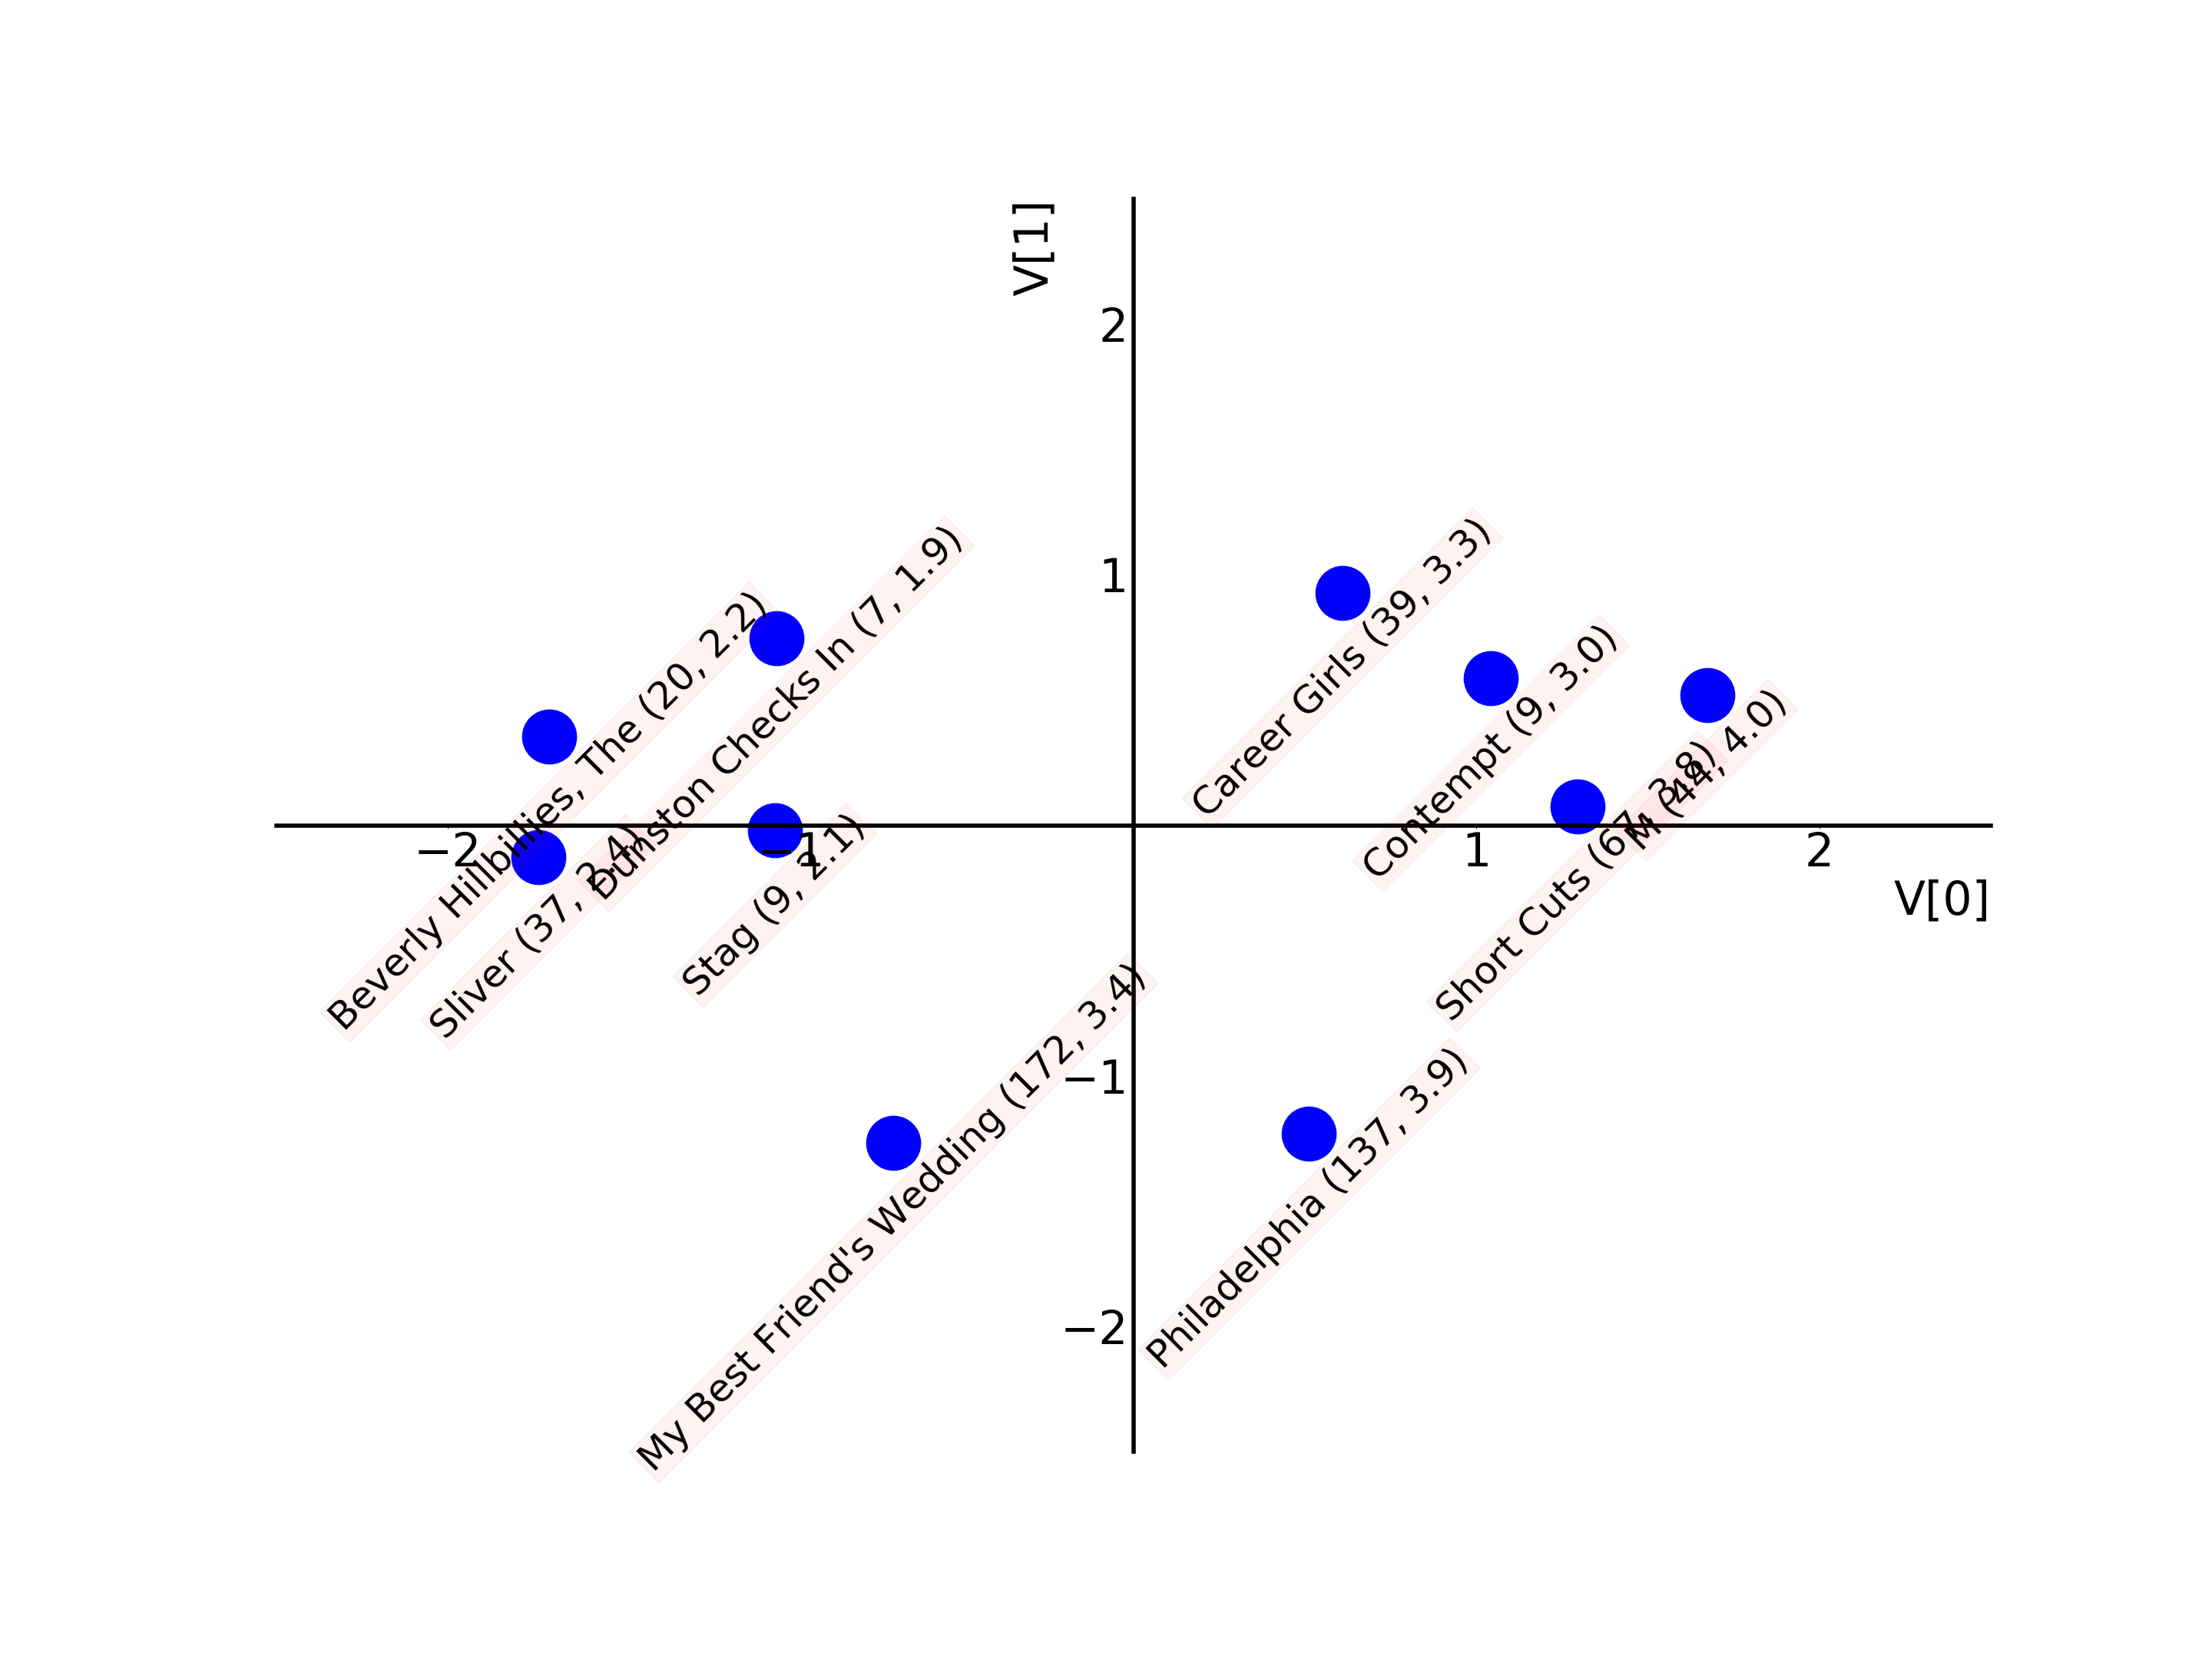 V[1]
2
1
Career Girls (39, 3.3)
Dunston Checks In (7, 1.9)
Beverly Hillbillies, The (20, 2.2)
Contempt (9, 3.0)
M (44, 4.0)
Short Cuts (67, 3.8)
Sliver (37, 2.4)
Stag (9, 2.1)
−2
−1
1
2
V[0]
My Best Friend's Wedding (172, 3.4)
Philadelphia (137, 3.9)
−1
−2